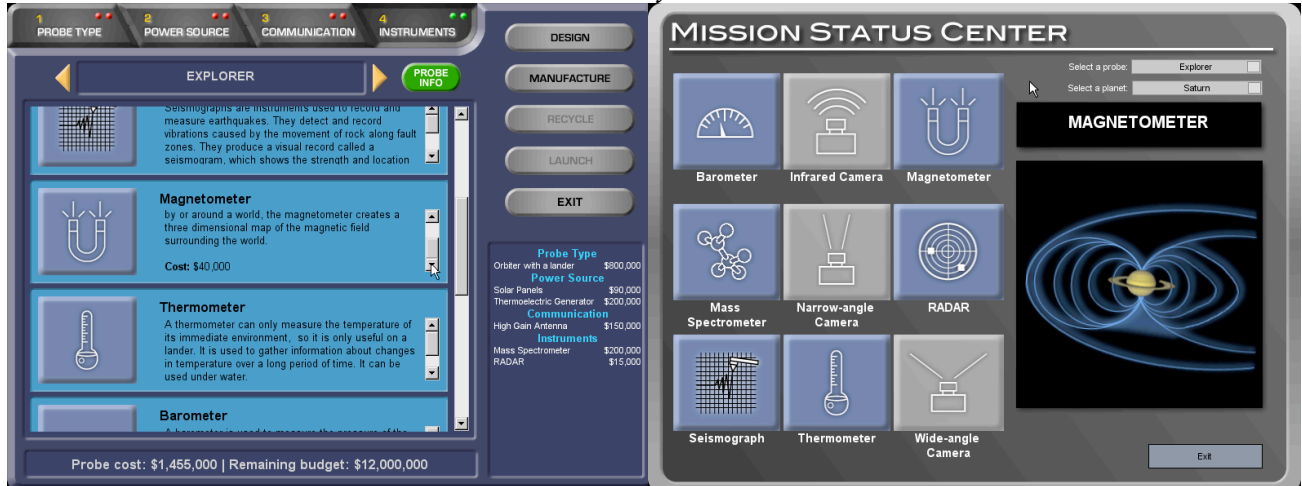 1
PROBE TYPE
2
POWER SOURCE
3
COMMUNICATION
4
INSTRUMENTS
EXPLORER
PROBE INFO
Seismographs are instruments used to record and
measure earthquakes. They detect and record
vibrations caused by the movement of rock along fault
zones. They produce a visual record called a
seismogram, which shows the strength and location
Magnetometer
by or around a world, the magnetometer creates a
three dimensional map of the magnetic field
surrounding the world.
Cost: $40,000
Thermometer
A thermometer can only measure the temperature of
its immediate environment, so it is only useful on a
lander. It is used to gather information about changes
in temperature over a long period of time. It can be
used under water.
Barometer
A barometer is used to measure the pressure of the
Probe cost: $1,455,000 | Remaining budget: $12,000,000
DESIGN
MANUFACTURE
RECYCLE
LAUNCH
EXIT
Probe Type
Orbiter with a lander $800,000
Power Source
Solar Panels $90,000
Thermoelectric Generator $200,000
Communication
High Gain Antenna $150,000
Instruments
Mass Spectrometer $200,000
RADAR $15,000
MISSION STATUS CENTER
Select a probe: Explorer
Select a planet: Saturn
MAGNETOMETER
Barometer
Infrared Camera
Magnetometer
Mass
Spectrometer
Narrow-angle
Camera
RADAR
Seismograph
Thermometer
Wide-angle
Camera
Exit